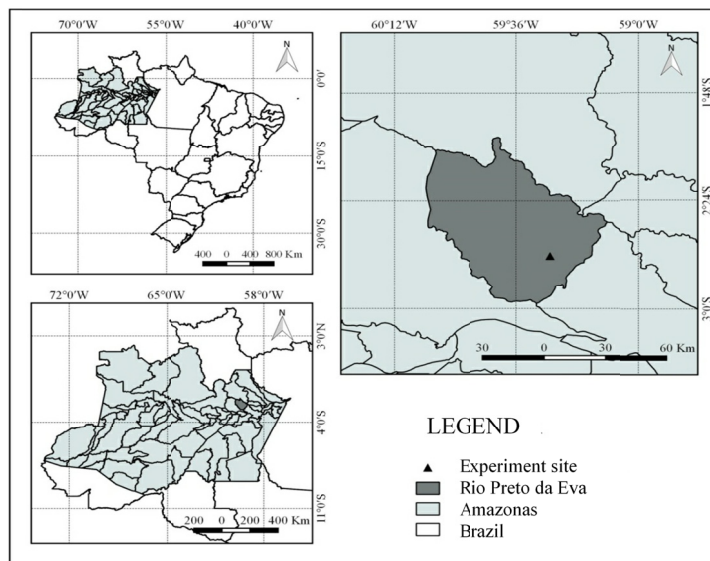 70°0'W 55°0'W 40°0'W
N
0°0'
15°0'S
30°0'S
400 0 400 800 Km
60°12'W 59°36'W 59°0'W
N
1°48'S
2°24'S
3°0'S
30 0 30 60 Km
72°0'W 65°0'W 58°0'W
N
3°0'N
4°0'S
11°0'S
200 0 200 400 Km
LEGEND
Experiment site
Rio Preto da Eva
Amazonas
Brazil